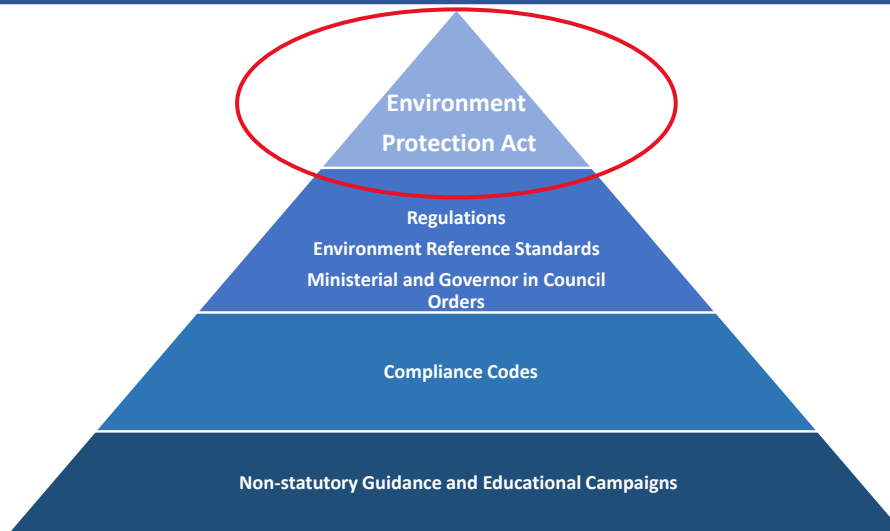 Environment
Protection Act
Regulations
Environment Reference Standards
Ministerial and Governor in Council
Orders
Compliance Codes
Non-statutory Guidance and Educational Campaigns